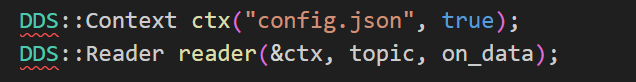 DDS::Context ctx("config.json", true);
DDS::Reader reader(&ctx, topic, on_data);